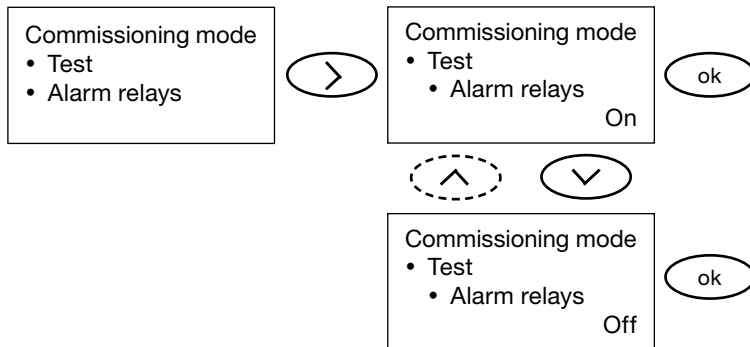 Commissioning mode
• Test
• Alarm relays
Commissioning mode
• Test
• Alarm relays
On
ok
Commissioning mode
• Test
• Alarm relays
Off
ok